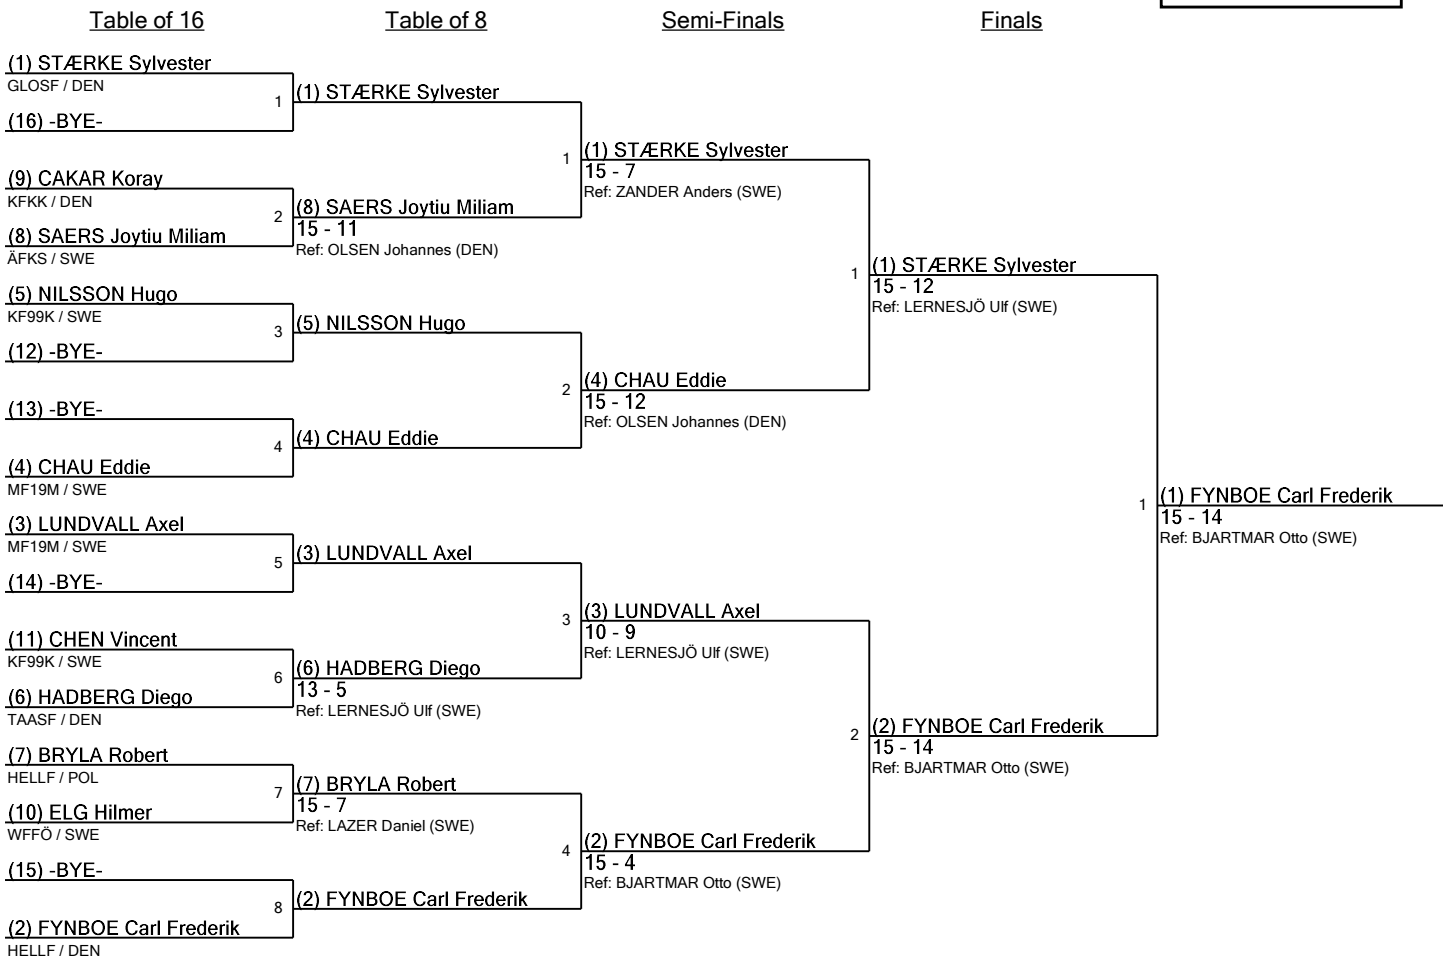 Table of 16
Table of 8
Semi-Finals
Finals
(1) STÆRKE Sylvester
GLOSF / DEN
1
(16) -BYE-
(9) CAKAR Koray
KFKK / DEN
2
(8) SAERS Joytiu Miliam
ÄFKS / SWE
(5) NILSSON Hugo
KF99K / SWE
3
(12) -BYE-
(13) -BYE-
4
(4) CHAU Eddie
MF19M / SWE
(3) LUNDVALL Axel
MF19M / SWE
5
(14) -BYE-
(11) CHEN Vincent
KF99K / SWE
6
(6) HADBERG Diego
TAASF / DEN
(7) BRYLA Robert
HELLF / POL
7
(10) ELG Hilmer
WFFÖ / SWE
(15) -BYE-
8
(2) FYNBOE Carl Frederik
HELLF / DEN
(1) STÆRKE Sylvester
1
(8) SAERS Joytiu Miliam
15 - 11
Ref: OLSEN Johannes (DEN)
(5) NILSSON Hugo
2
(4) CHAU Eddie
(3) LUNDVALL Axel
3
(6) HADBERG Diego
13 - 5
Ref: LERNESJÖ Ulf (SWE)
(7) BRYLA Robert
15 - 7
Ref: LAZER Daniel (SWE)
4
(2) FYNBOE Carl Frederik
(1) STÆRKE Sylvester
15 - 7
Ref: ZANDER Anders (SWE)
1
(4) CHAU Eddie
15 - 12
Ref: OLSEN Johannes (DEN)
(3) LUNDVALL Axel
10 - 9
Ref: LERNESJÖ Ulf (SWE)
2
(2) FYNBOE Carl Frederik
15 - 4
Ref: BJARTMAR Otto (SWE)
(1) STÆRKE Sylvester
15 - 12
Ref: LERNESJÖ Ulf (SWE)
1
(2) FYNBOE Carl Frederik
15 - 14
Ref: BJARTMAR Otto (SWE)
(1) FYNBOE Carl Frederik
15 - 14
Ref: BJARTMAR Otto (SWE)